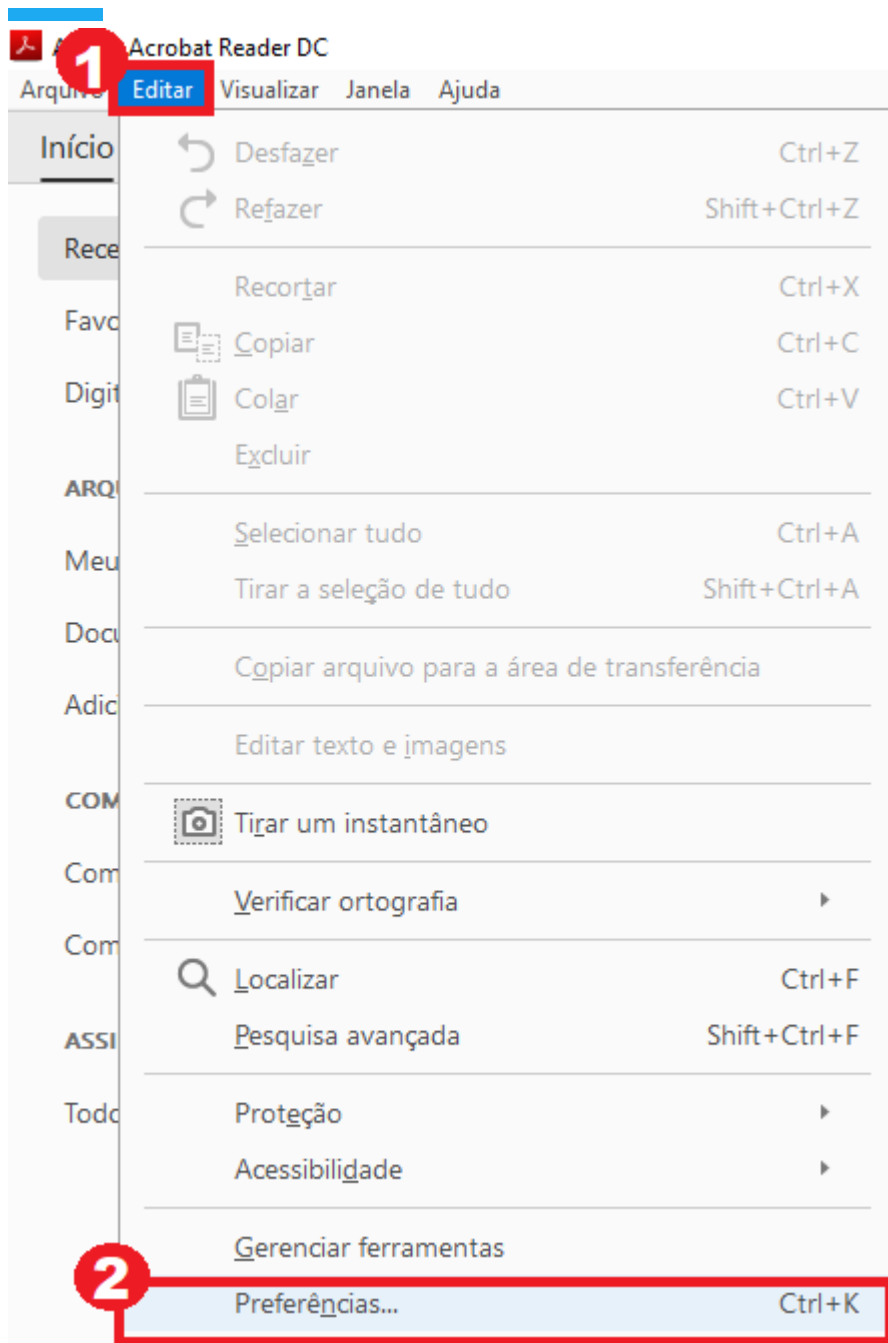 Acrobat Reader DC
1
Editar Visualizar Janela Ajuda
Início
Desfazer Ctrl+Z
Refazer Shift+Ctrl+Z
Recortar Ctrl+X
Copiar Ctrl+C
Colar Ctrl+V
Excluir
Selecionar tudo Ctrl+A
Tirar a seleção de tudo Shift+Ctrl+A
Copiar arquivo para a área de transferência
Editar texto e imagens
Tirar um instantâneo
Verificar ortografia
Localizar Ctrl+F
Pesquisa avançada Shift+Ctrl+F
Proteção
Acessibilidade
Gerenciar ferramentas
2
Preferências... Ctrl+K